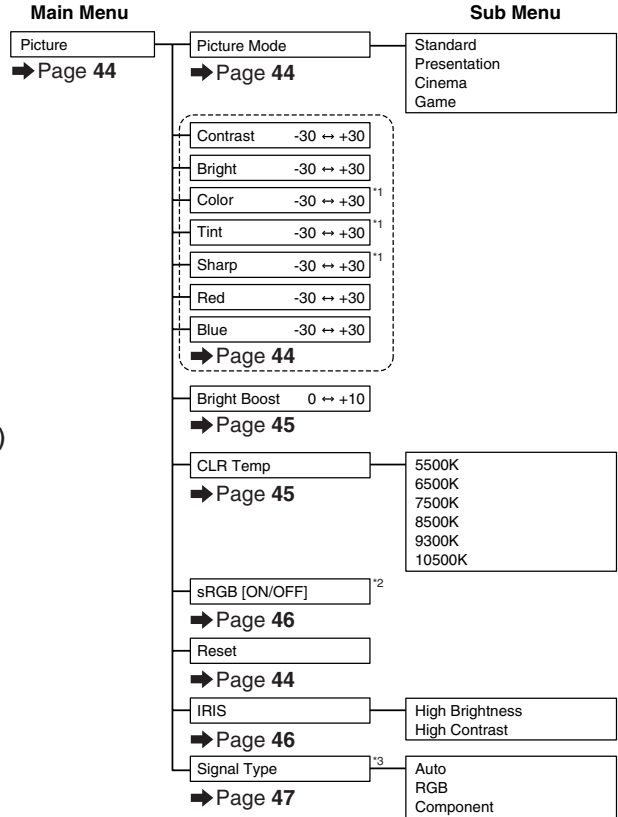 Main Menu Sub Menu
Picture Picture Mode Standard
➡Page 44 ➡Page 44 Presentation
Cinema
Game
Contrast -30 ↔ +30
Bright -30 ↔ +30
Color -30 ↔ +30 *1
Tint -30 ↔ +30 *1
Sharp -30 ↔ +30 *1
Red -30 ↔ +30
Blue -30 ↔ +30
➡Page 44
Bright Boost 0 ↔ +10
➡Page 45
)
CLR Temp 5500K
➡Page 45 6500K
7500K
8500K
9300K
10500K
sRGB [ON/OFF] *2
➡Page 46
Reset
➡Page 44
IRIS High Brightness
➡Page 46 High Contrast
Signal Type *3 Auto
➡Page 47 RGB
Component